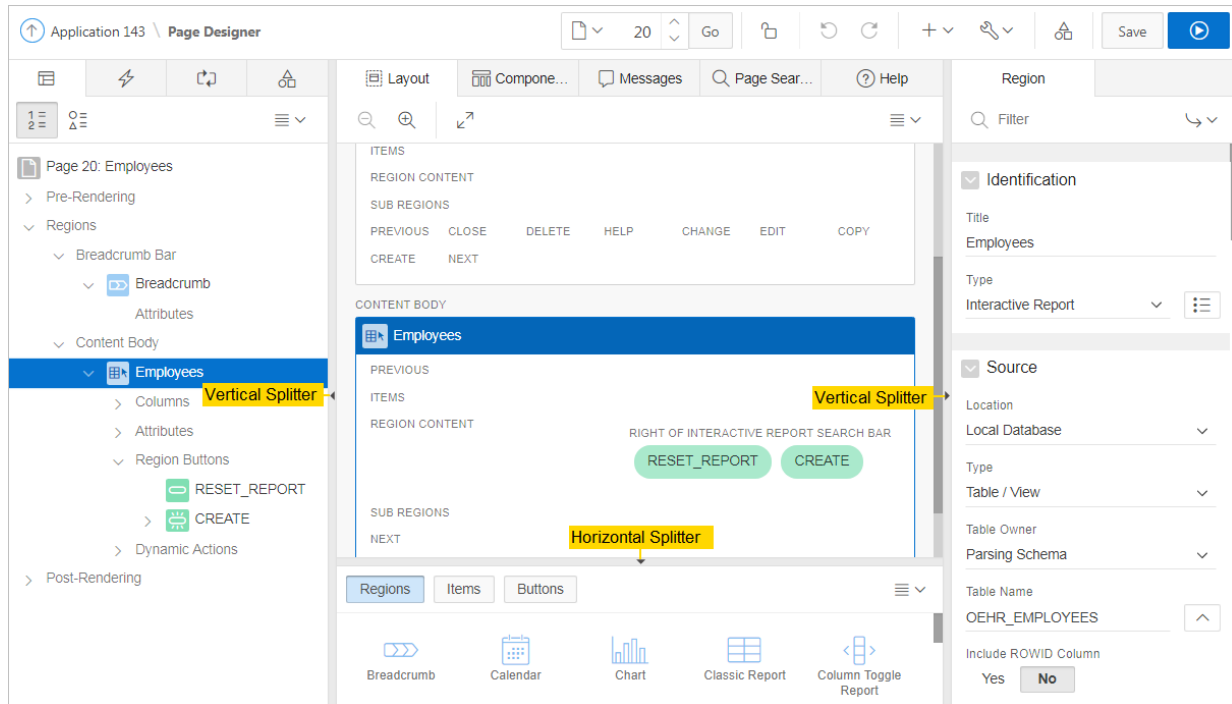 Application 143 \ Page Designer
20
Go
Save
Layout
Compone...
Messages
Page Sear...
Help
Region
Filter
Page 20: Employees
Pre-Rendering
Regions
Breadcrumb Bar
Breadcrumb
Attributes
Content Body
Employees
Columns
Vertical Splitter
Attributes
Region Buttons
RESET_REPORT
CREATE
Dynamic Actions
Post-Rendering
ITEMS
REGION CONTENT
SUB REGIONS
PREVIOUS CLOSE DELETE HELP CHANGE EDIT COPY
CREATE NEXT
CONTENT BODY
Employees
PREVIOUS
ITEMS
Vertical Splitter
REGION CONTENT
RIGHT OF INTERACTIVE REPORT SEARCH BAR
RESET_REPORT CREATE
SUB REGIONS
NEXT
Horizontal Splitter
Regions Items Buttons
Breadcrumb
Calendar
Chart
Classic Report
Column Toggle
Report
Identification
Title
Employees
Type
Interactive Report
Source
Location
Local Database
Type
Table / View
Table Owner
Parsing Schema
Table Name
OEHR_EMPLOYEES
Include ROWID Column
Yes No